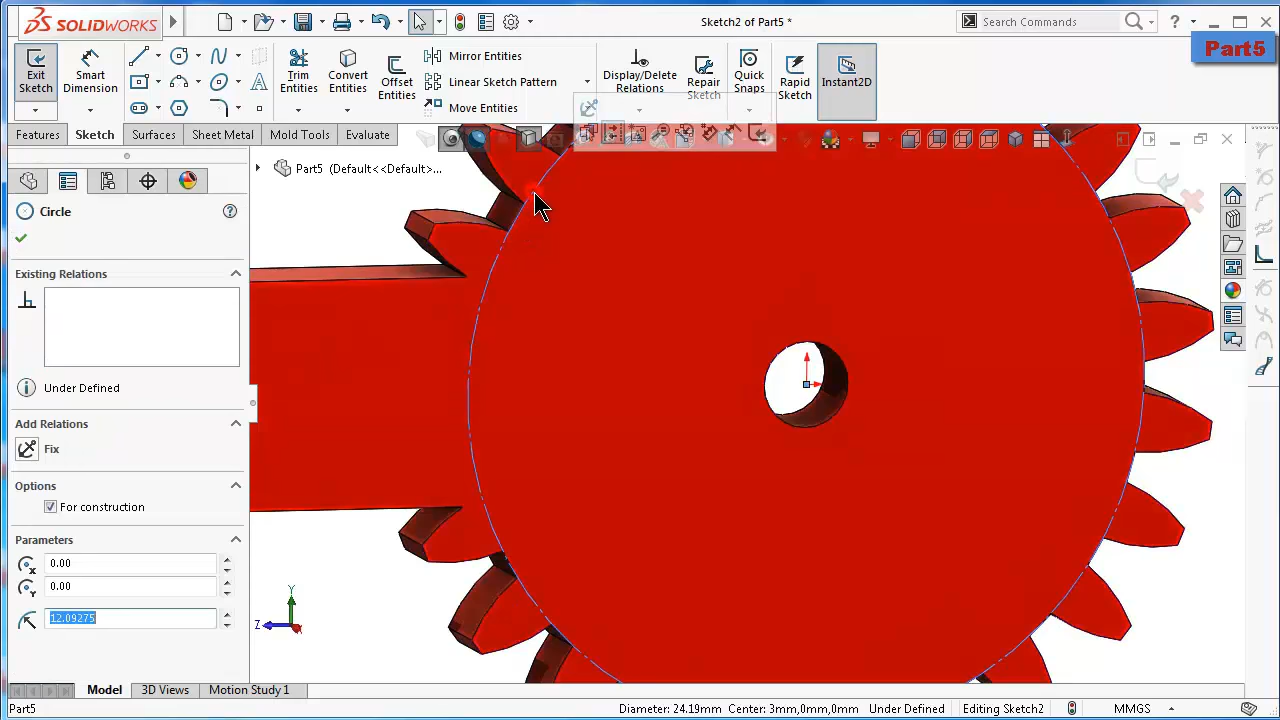 SOLIDWORKS
Sketch2 of Part5 *
Search Commands
?
Part5
Exit Sketch
Smart Dimension
Trim Entities
Convert Entities
Offset Entities
Mirror Entities
Linear Sketch Pattern
Move Entities
Display/Delete Relations
Repair Sketch
Quick Snaps
Rapid Sketch
Instant2D
Features
Sketch
Surfaces
Sheet Metal
Mold Tools
Evaluate
Part5 (Default<<Default>...
Circle
?
Existing Relations
Under Defined
Add Relations
Fix
Options
For construction
Parameters
0.00
0.00
12.09275
Y
Z
X
Model
3D Views
Motion Study 1
Part5
Diameter: 24.19mm Center: 3mm,0mm,0mm Under Defined Editing Sketch2 MMGS